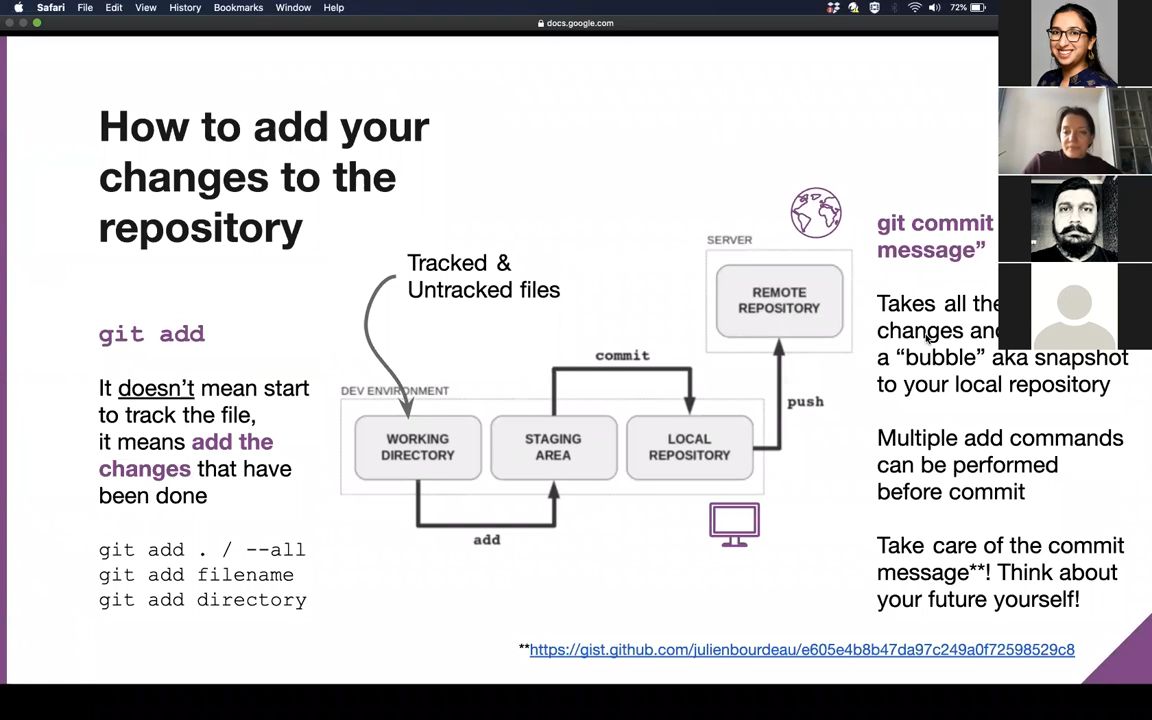 Safari File Edit View History Bookmarks Window Help 72%
docs.google.com
How to add your
changes to the
repository
git add
It doesn't mean start
to track the file,
it means add the
changes that have
been done
git add . / --all
git add filename
git add directory
Tracked &
Untracked files
DEV ENVIRONMENT
WORKING
DIRECTORY
STAGING
AREA
LOCAL
REPOSITORY
add
commit
push
SERVER
REMOTE
REPOSITORY
git commit
message”
Takes all the
changes and
a “bubble” aka snapshot
to your local repository
Multiple add commands
can be performed
before commit
Take care of the commit
message**! Think about
your future yourself!
**https://gist.github.com/julienbourdeau/e605e4b8b47da97c249a0f72598529c8